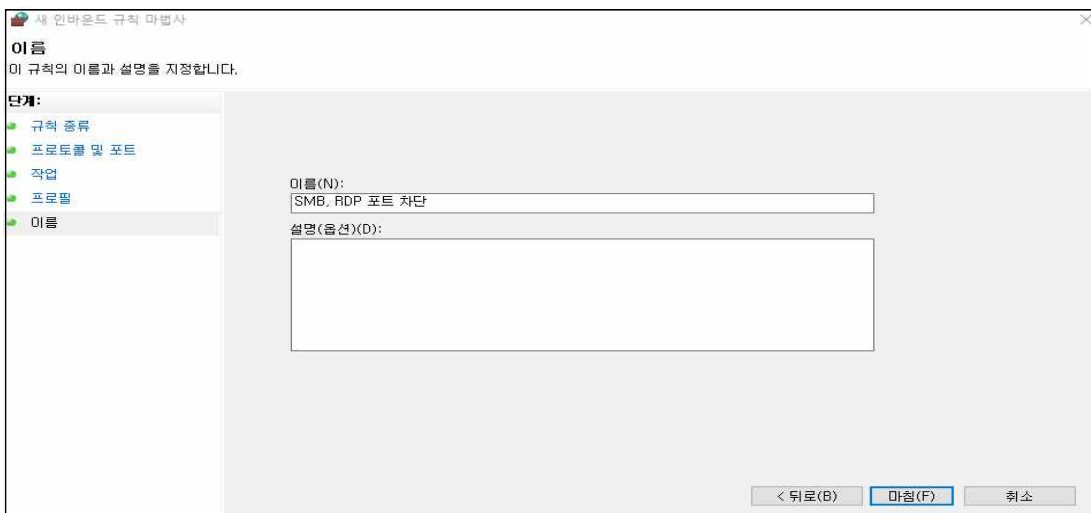 새 인바운드 규칙 마법사
이름
이 규칙의 이름과 설명을 지정합니다.
단계:
규칙 종류
프로토콜 및 포트
작업
프로필
이름
이름(N):
SMB, RDP 포트 차단
설명(옵션)(D):
< 뒤로(B) 마침(F) 취소